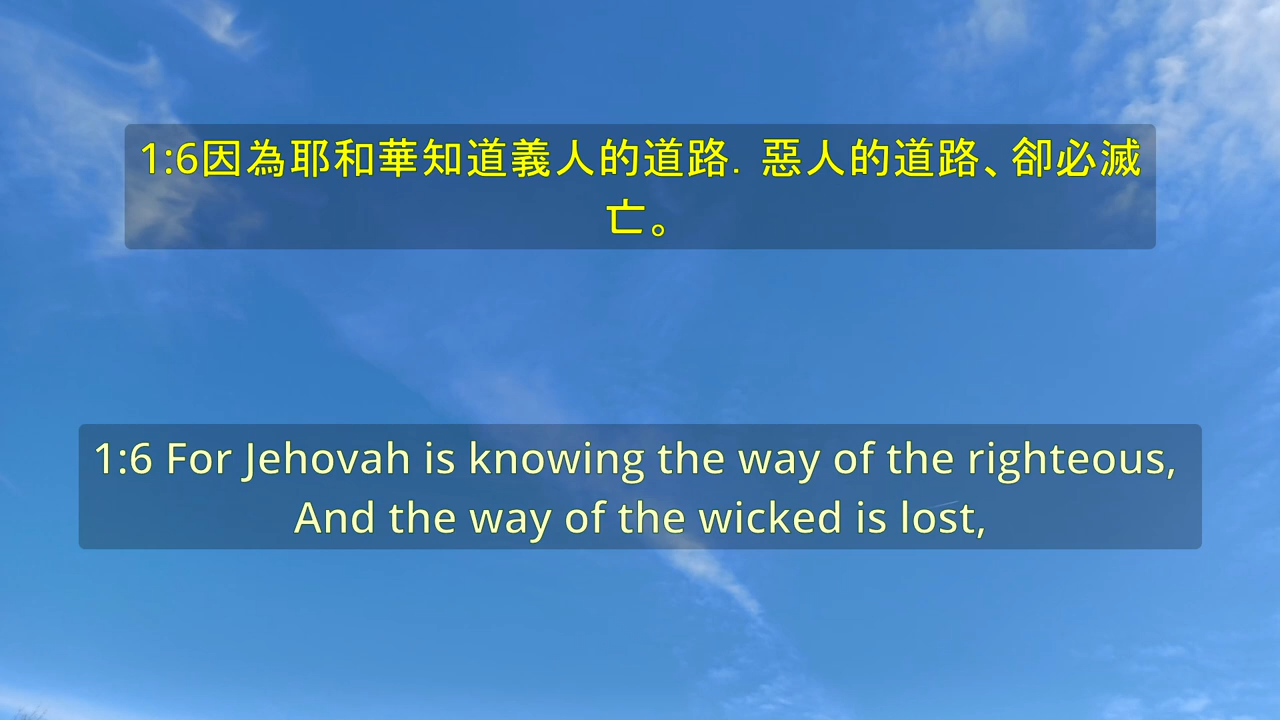 1:6因為耶和華知道義人的道路．惡人的道路、卻必滅
亡。
1:6 For Jehovah is knowing the way of the righteous,
And the way of the wicked is lost,